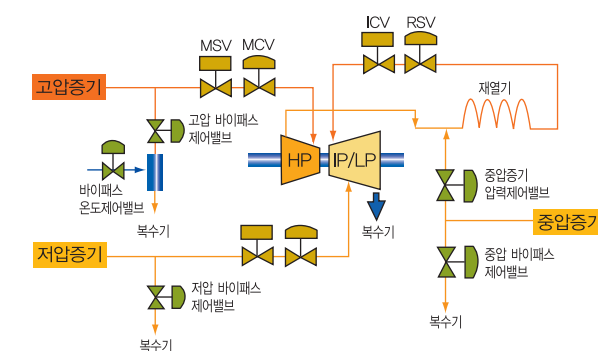 ICV
RSV
MSV
MCV
고압증기
재열기
고압 바이패스
제어밸브
HP
IP/LP
바이패스
온도제어밸브
중압증기
압력제어밸브
복수기
복수기
중압증기
저압증기
중압 바이패스
제어밸브
저압 바이패스
제어밸브
복수기
복수기